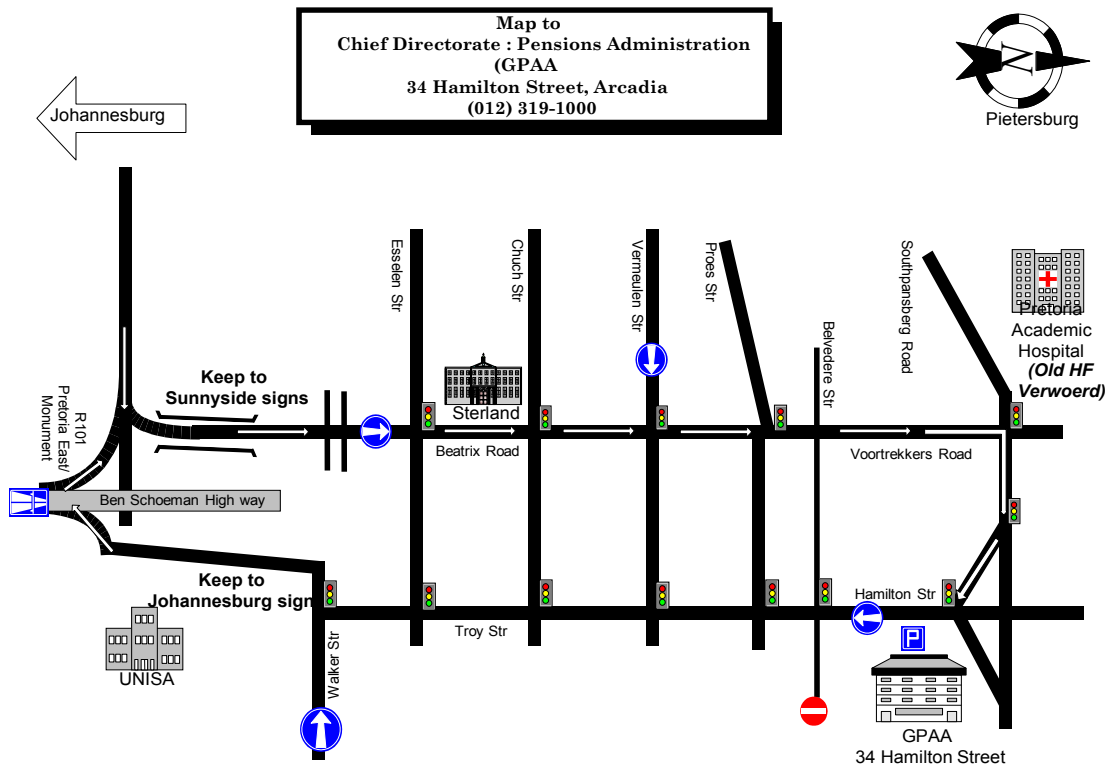 Map to
Chief Directorate : Pensions Administration
(GPAA
34 Hamilton Street, Arcadia
(012) 319-1000
N
Pietersburg
Johannesburg
Esselen Str
Chuch Str
Vermeulen Str
Proes Str
Belvedere Str
Southpansberg Road
Pretoria
Academic
Hospital
(Old HF
Verwoerd)
Keep to
Sunnyside signs
Sterland
Beatrix Road
Voortrekkers Road
R101
Pretoria East/
Monument
Ben Schoeman High way
Keep to
Johannesburg sign
Hamilton Str
Troy Str
Walker Str
UNISA
P
GPAA
34 Hamilton Street